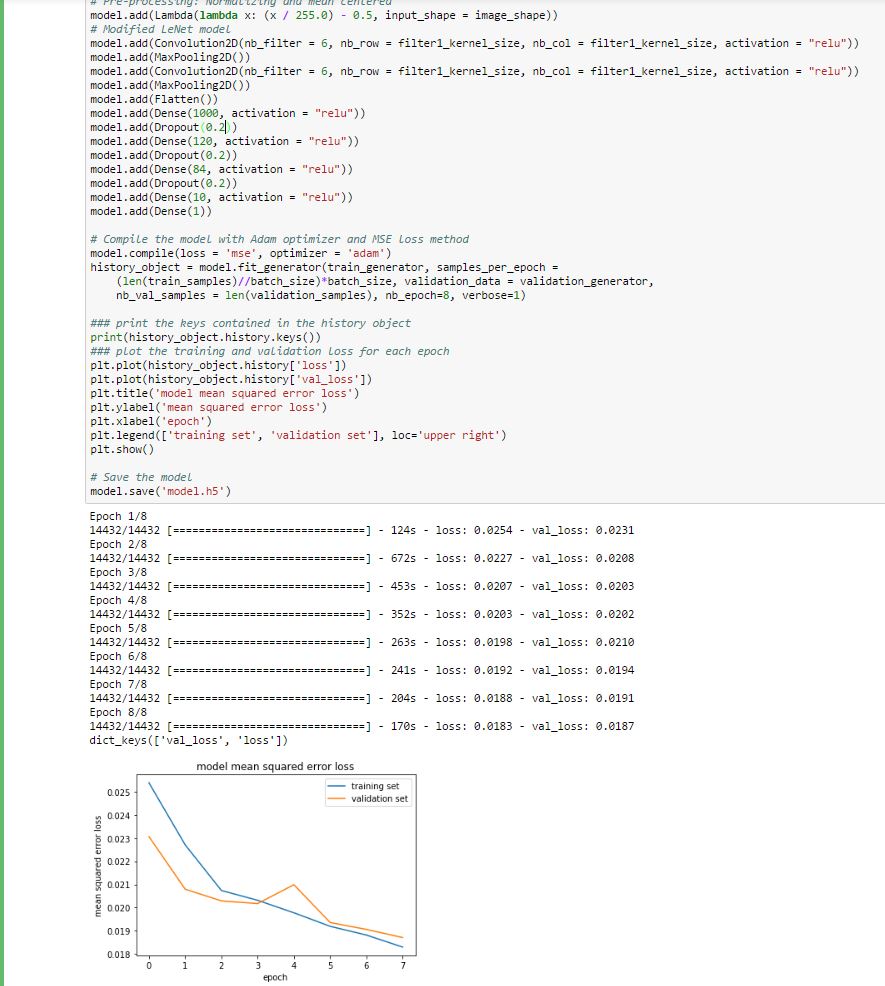 # Pre-processing: Normalizing and mean centered
model.add(Lambda(lambda x: (x / 255.0) - 0.5, input_shape = image_shape))
# Modified LeNet model
model.add(Convolution2D(nb_filter = 6, nb_row = filter1_kernel_size, nb_col = filter1_kernel_size, activation = "relu"))
model.add(MaxPooling2D())
model.add(Convolution2D(nb_filter = 6, nb_row = filter1_kernel_size, nb_col = filter1_kernel_size, activation = "relu"))
model.add(MaxPooling2D())
model.add(Flatten())
model.add(Dense(1000, activation = "relu"))
model.add(Dropout(0.2))
model.add(Dense(120, activation = "relu"))
model.add(Dropout(0.2))
model.add(Dense(84, activation = "relu"))
model.add(Dropout(0.2))
model.add(Dense(10, activation = "relu"))
model.add(Dense(1))
# Compile the model with Adam optimizer and MSE Loss method
model.compile(loss = 'mse', optimizer = 'adam')
history_object = model.fit_generator(train_generator, samples_per_epoch =
(len(train_samples)//batch_size)*batch_size, validation_data = validation_generator,
nb_val_samples = len(validation_samples), nb_epoch=8, verbose=1)
### print the keys contained in the history object
print(history_object.history.keys())
### plot the training and validation loss for each epoch
plt.plot(history_object.history['loss'])
plt.plot(history_object.history['val_loss'])
plt.title('model mean squared error loss')
plt.ylabel('mean squared error loss')
plt.xlabel('epoch')
plt.legend(['training set', 'validation set'], loc='upper right')
plt.show()
# Save the model
model.save('model.h5')
Epoch 1/8
14432/14432 [==============================] - 124s - loss: 0.0254 - val_loss: 0.0231
Epoch 2/8
14432/14432 [==============================] - 672s - loss: 0.0227 - val_loss: 0.0208
Epoch 3/8
14432/14432 [==============================] - 453s - loss: 0.0207 - val_loss: 0.0203
Epoch 4/8
14432/14432 [==============================] - 352s - loss: 0.0203 - val_loss: 0.0202
Epoch 5/8
14432/14432 [==============================] - 263s - loss: 0.0198 - val_loss: 0.0210
Epoch 6/8
14432/14432 [==============================] - 241s - loss: 0.0192 - val_loss: 0.0194
Epoch 7/8
14432/14432 [==============================] - 204s - loss: 0.0188 - val_loss: 0.0191
Epoch 8/8
14432/14432 [==============================] - 170s - loss: 0.0183 - val_loss: 0.0187
dict_keys(['val_loss', 'loss'])
model mean squared error loss
training set
validation set
mean squared error loss
0.025
0.024
0.023
0.022
0.021
0.020
0.019
0.018
0 1 2 3 4 5 6 7
epoch